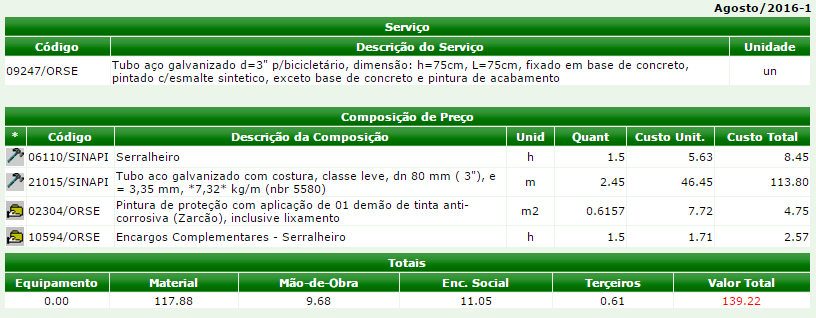 Agosto/2016-1
Serviço
Código Descrição do Serviço Unidade
09247/ORSE Tubo aço galvanizado d=3" p/bicicletário, dimensão: h=75cm, L=75cm, fixado em base de concreto, un
pintado c/esmalte sintetico, exceto base de concreto e pintura de acabamento
Composição de Preço
* Código Descrição da Composição Unid Quant Custo Unit. Custo Total
06110/SINAPI Serralheiro h 1.5 5.63 8.45
21015/SINAPI Tubo aco galvanizado com costura, classe leve, dn 80 mm ( 3"), e m 2.45 46.45 113.80
= 3,35 mm, *7,32* kg/m (nbr 5580)
02304/ORSE Pintura de proteção com aplicação de 01 demão de tinta anti- m2 0.6157 7.72 4.75
corrosiva (Zarcão), inclusive lixamento
10594/ORSE Encargos Complementares - Serralheiro h 1.5 1.71 2.57
Totais
Equipamento Material Mão-de-Obra Enc. Social Terçeiros Valor Total
0.00 117.88 9.68 11.05 0.61 139.22